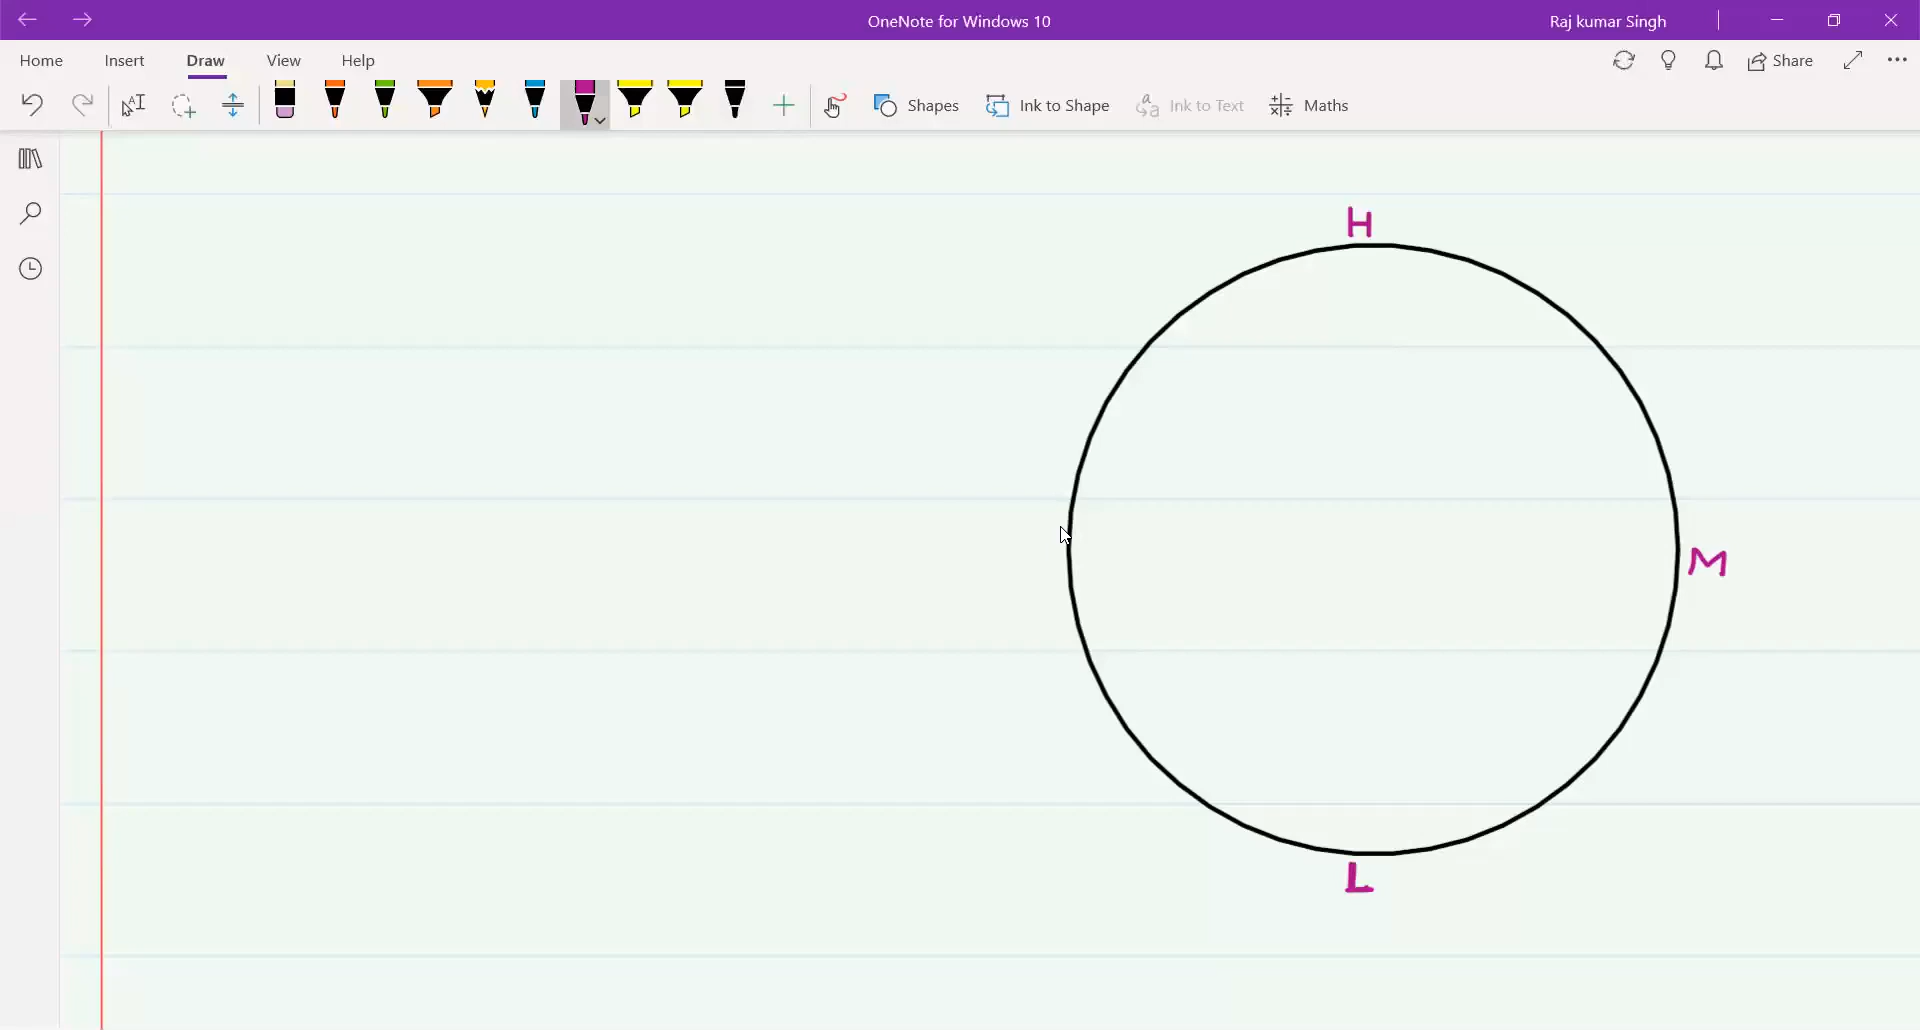 OneNote for Windows 10
Raj kumar Singh
Home Insert Draw View Help
Share
Shapes Ink to Shape Ink to Text Maths
H
M
L